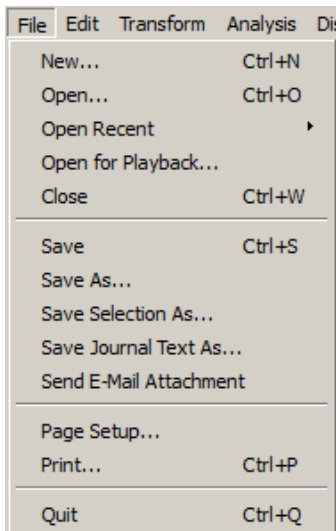 File Edit Transform Analysis Di
New... Ctrl+N
Open... Ctrl+O
Open Recent
Open for Playback...
Close Ctrl+W
Save Ctrl+S
Save As...
Save Selection As...
Save Journal Text As...
Send E-Mail Attachment
Page Setup...
Print... Ctrl+P
Quit Ctrl+Q